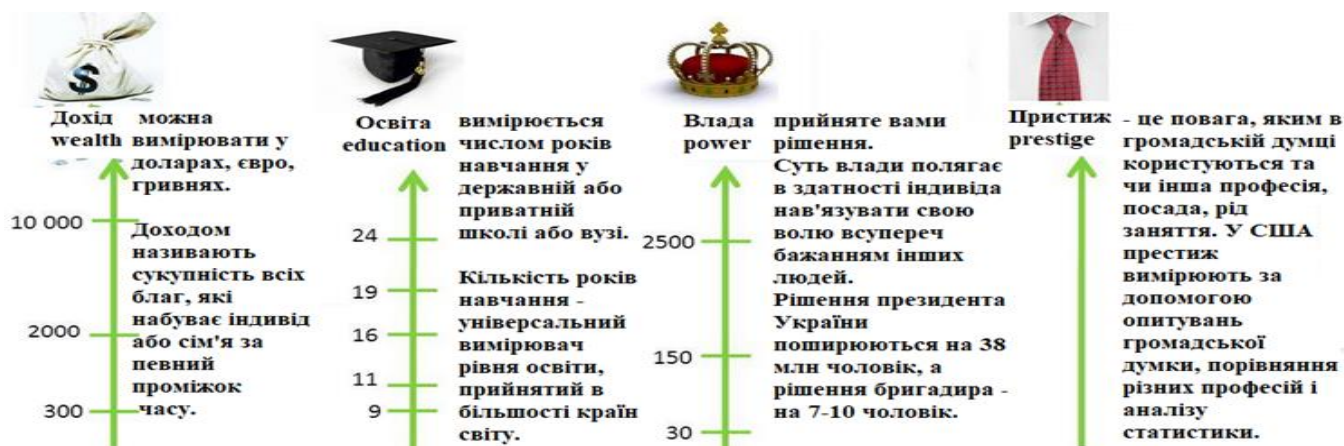 $
Дохід
wealth
можна
вимірювати у
доларах, євро,
гривнях.
10 000
2000
300
Доходом
називають
сукупність всіх
благ, які
набуває індивід
або сім'я за
певний
проміжок
часу.
Освіта
education
вимірюється
числом років
навчання у
державній або
приватній
школі або вузі.
24
19
16
11
9
Кількість років
навчання -
універсальний
вимірювач
рівня освіти,
прийнятий в
більшості країн
світу.
Влада
power
прийняте вами
рішення.
Суть влади полягає
в здатності індивіда
нав'язувати свою
волю всупереч
бажанням інших
людей.
Рішення президента
України
поширюються на 38
млн чоловік, а
рішення бригадира -
на 7-10 чоловік.
2500
150
30
Пристиж
prestige
- це повага, яким в
громадській думці
користуються та
чи інша професія,
посада, рід
заняття. У США
престиж
вимірюють за
допомогою
опитувань
громадської
думки, порівняння
різних професій і
аналізу
статистики.